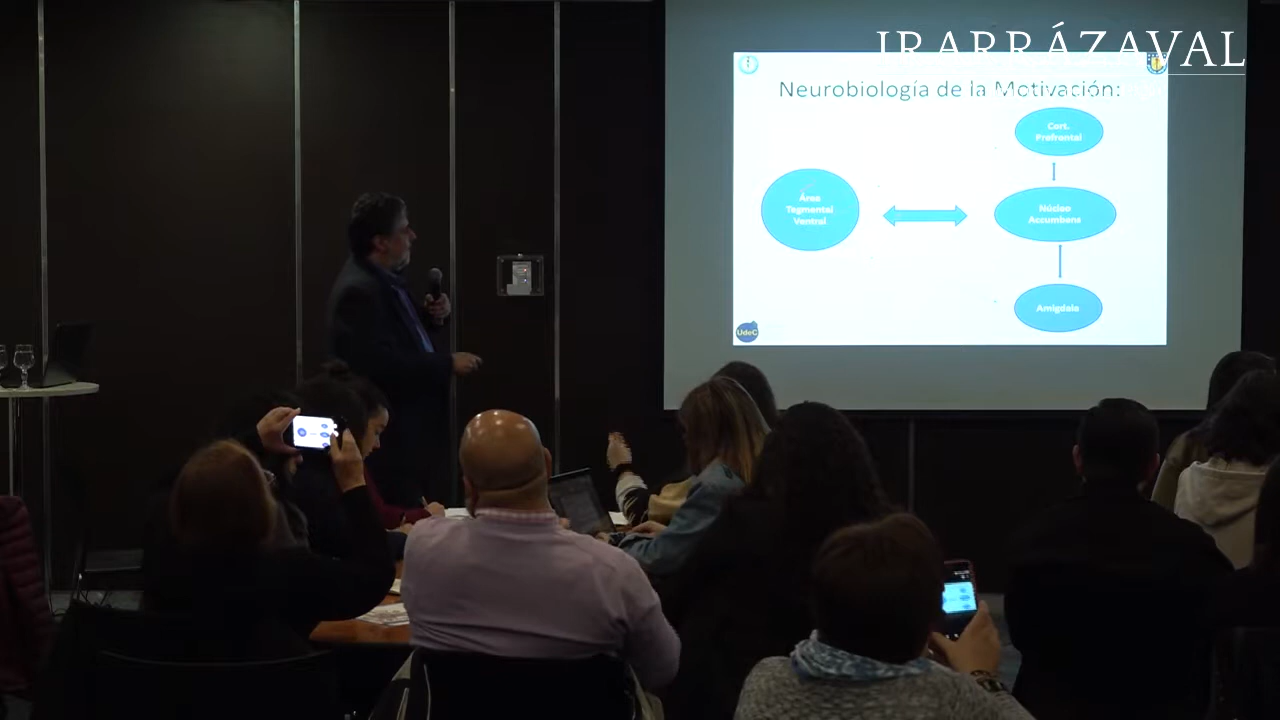 IRARRÁZAVAL
Neurobiología de la Motivación:
Cort.
Prefrontal
Área
Tegmental
Ventral
Núcleo
Accumbens
Amígdala
UdeC